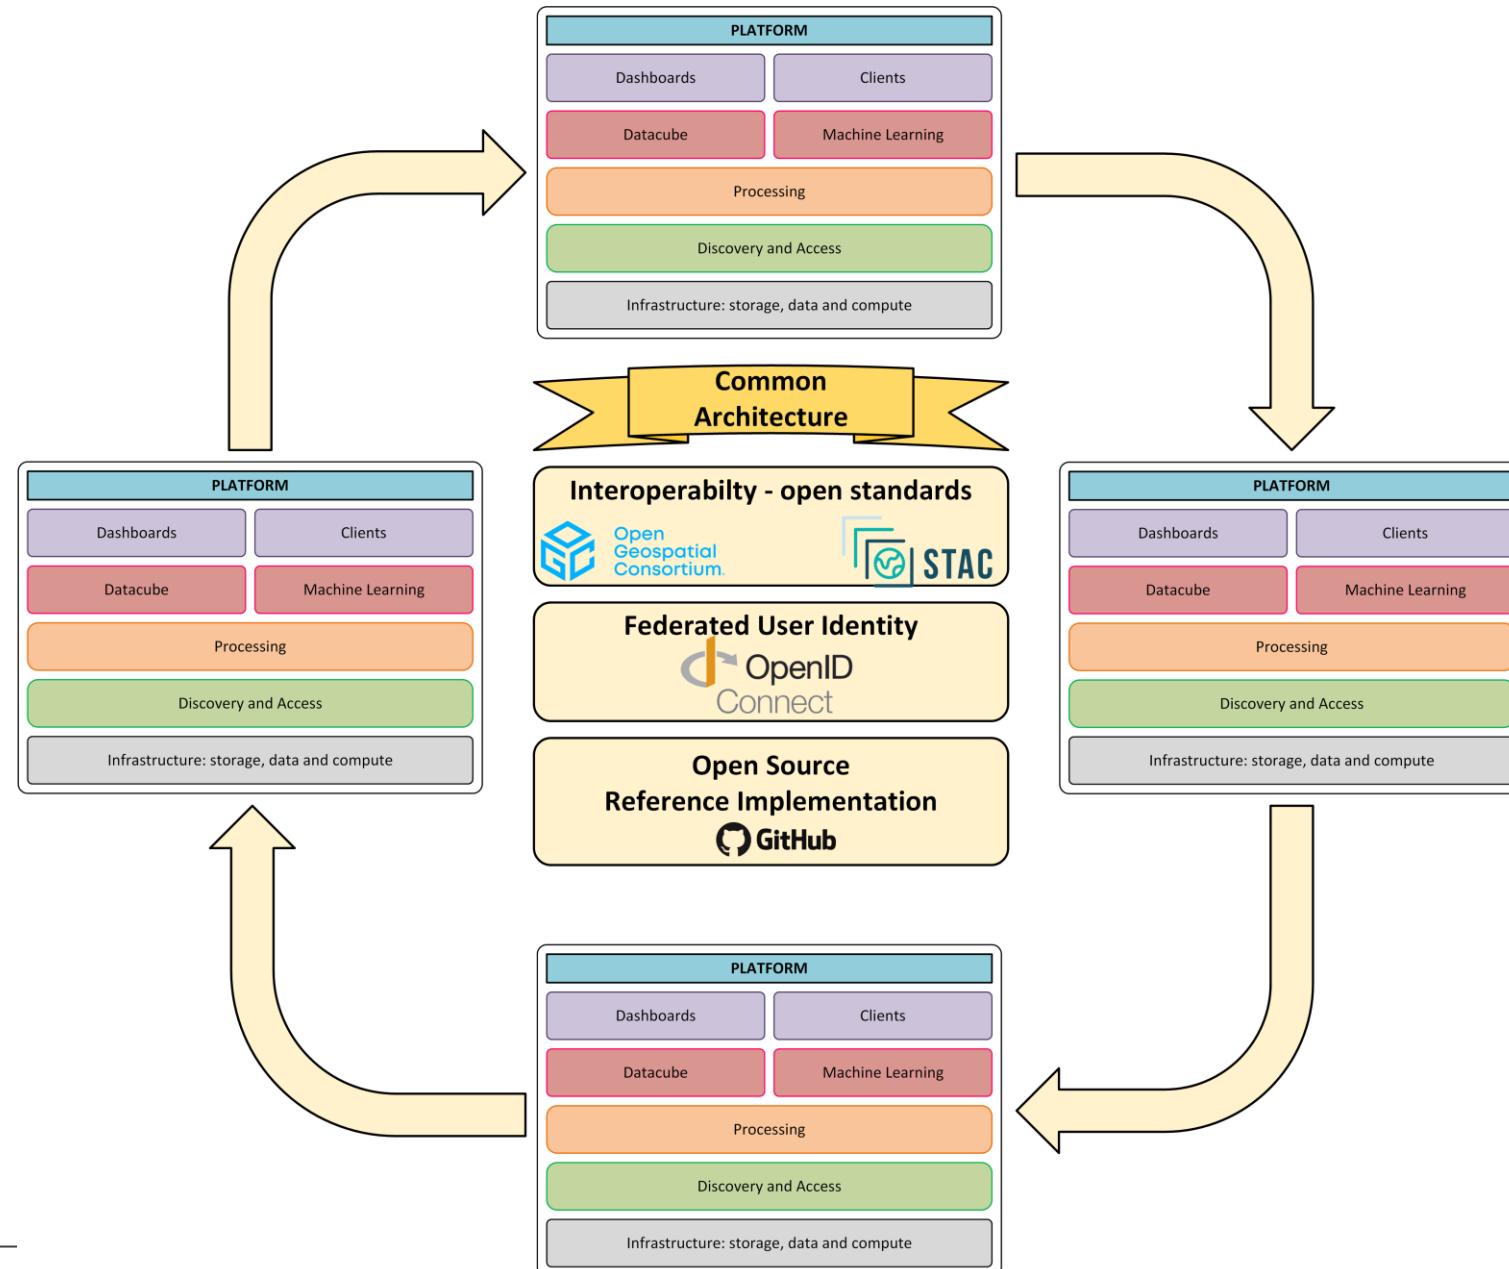 PLATFORM
Dashboards
Clients
Datacube
Machine Learning
Processing
Discovery and Access
Infrastructure: storage, data and compute
Common
Architecture
PLATFORM
Dashboards
Clients
Datacube
Machine Learning
Processing
Discovery and Access
Infrastructure: storage, data and compute
Interoperabilty - open standards
OGC
Open
Geospatial
Consortium.
STAC
Federated User Identity
OpenID
Connect
Open Source
Reference Implementation
GitHub
PLATFORM
Dashboards
Clients
Datacube
Machine Learning
Processing
Discovery and Access
Infrastructure: storage, data and compute
PLATFORM
Dashboards
Clients
Datacube
Machine Learning
Processing
Discovery and Access
Infrastructure: storage, data and compute